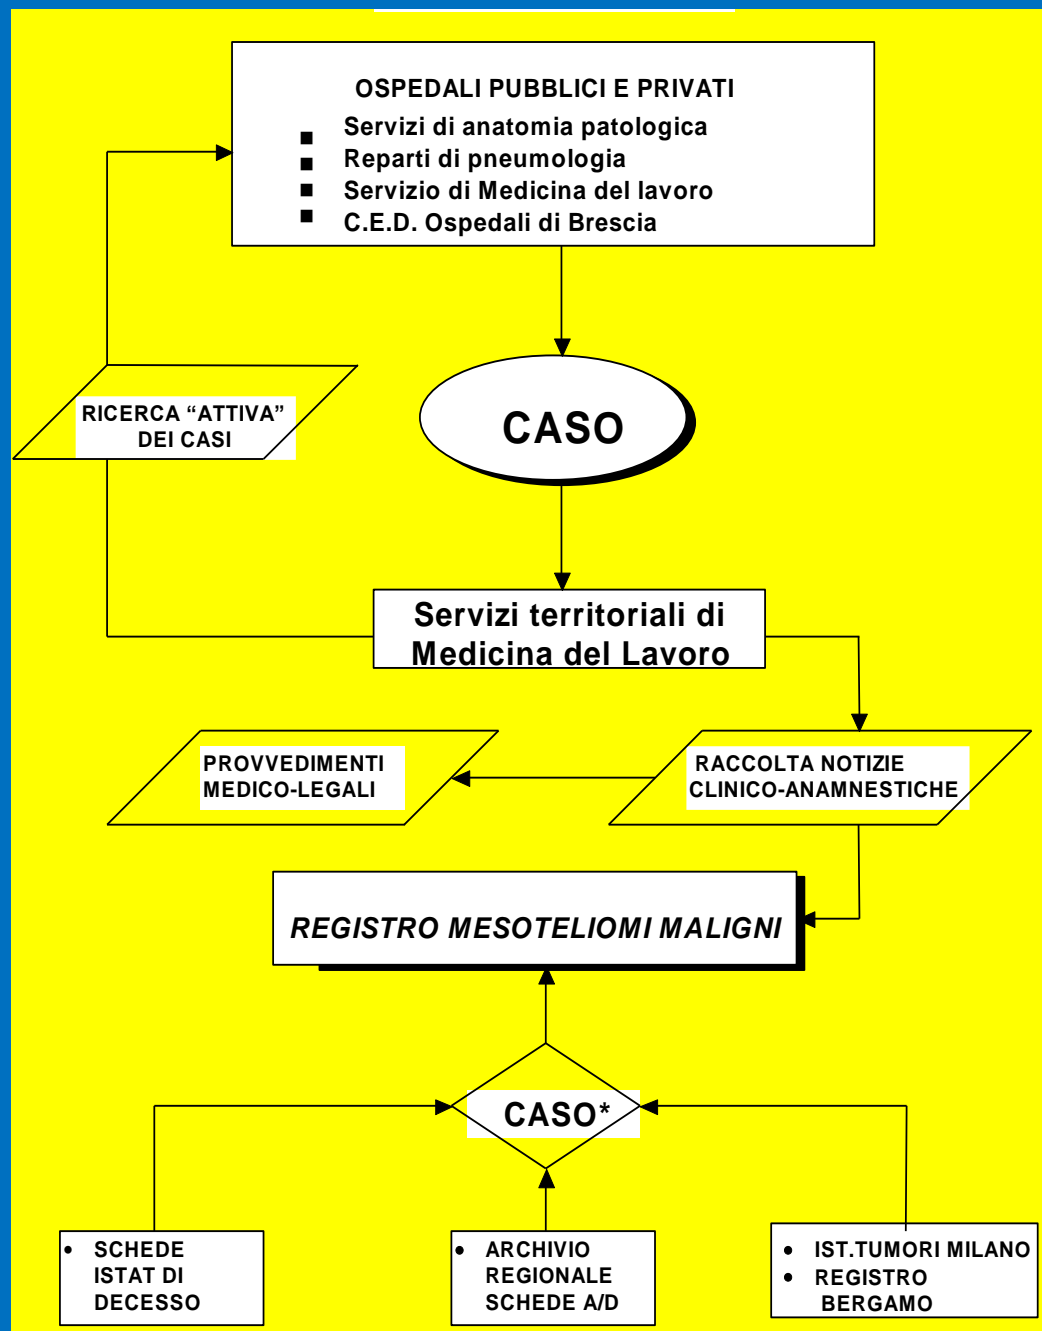 OSPEDALI PUBBLICI E PRIVATI
▪ Servizi di anatomia patologica
▪ Reparti di pneumologia
▪ Servizio di Medicina del lavoro
▪ C.E.D. Ospedali di Brescia
RICERCA “ATTIVA”
DEI CASI
CASO
Servizi territoriali di
Medicina del Lavoro
PROVVEDIMENTI
MEDICO-LEGALI
RACCOLTA NOTIZIE
CLINICO-ANAMNESTICHE
REGISTRO MESOTELIOMI MALIGNI
CASO*
• SCHEDE
ISTAT DI
DECESSO
• ARCHIVIO
REGIONALE
SCHEDE A/D
• IST.TUMORI MILANO
• REGISTRO
BERGAMO